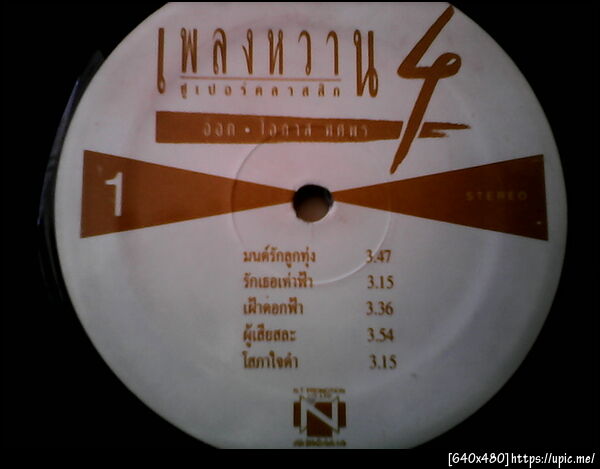 เพลงหวาน 4
ซูเปอร์คลาสสิก
อ๊อด • โอภาส ทศพร
1
STEREO
มนต์รักลูกทุ่ง 3.47
รักเธอเท่าฟ้า 3.15
เฝ้าดอกฟ้า 3.36
ผู้เสียสละ 3.54
โสภาใจดำ 3.15
N.T. PROMOTION
CO.LTD.
N
[640x480]https://upic.me/